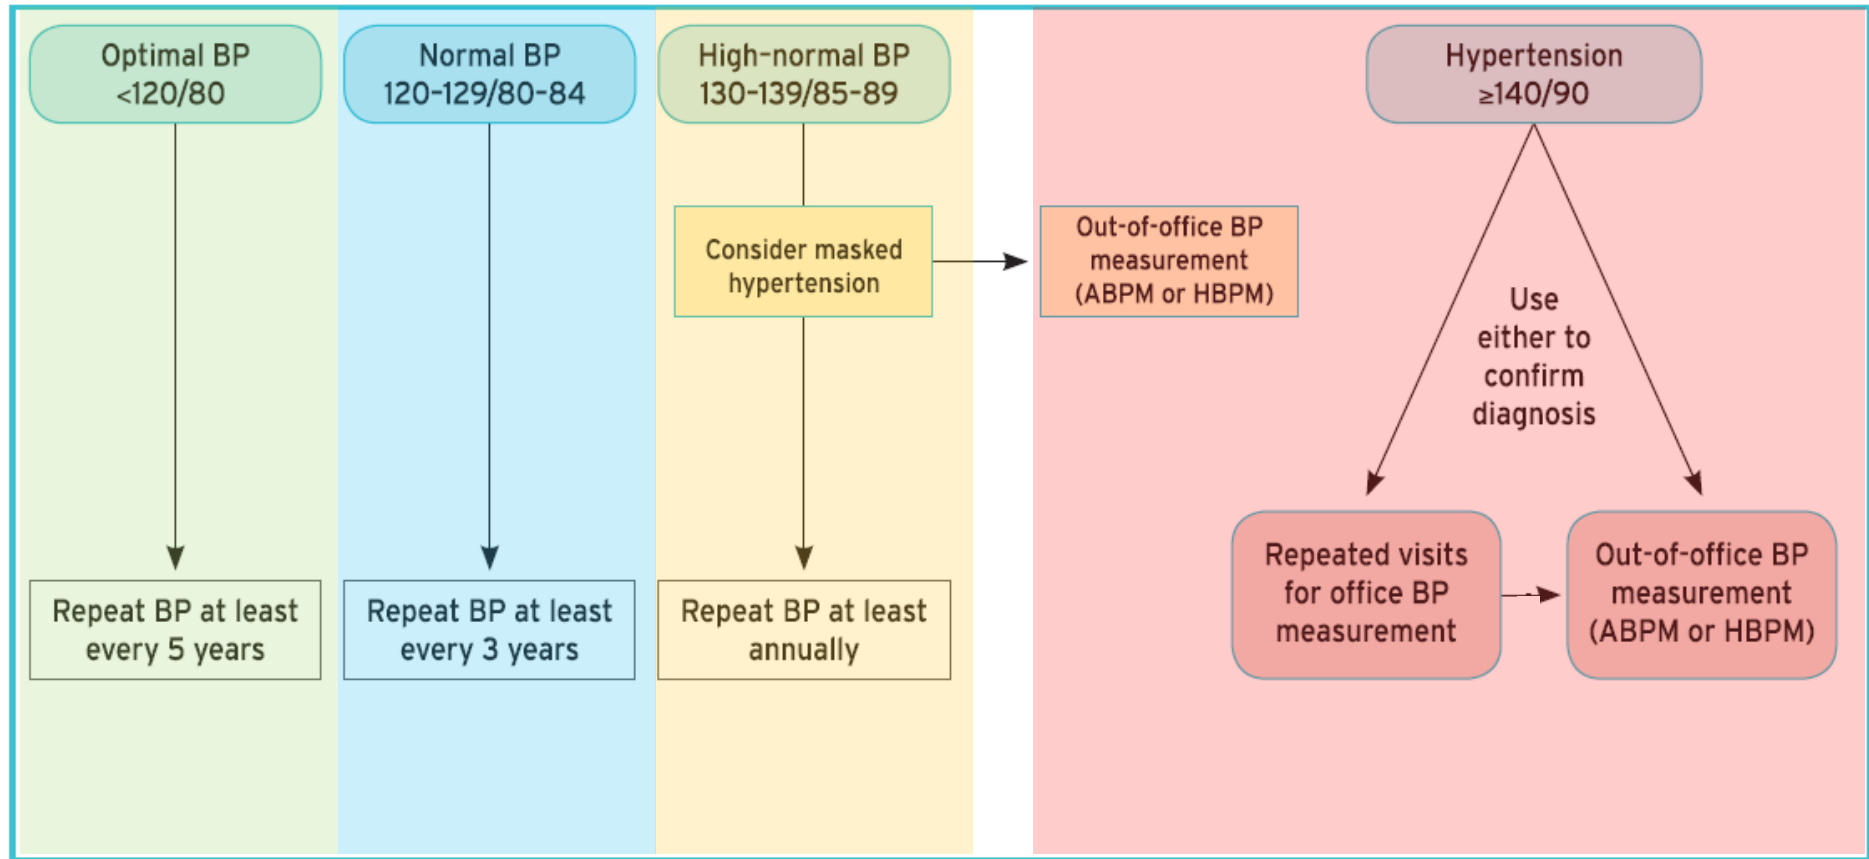 Optimal BP
<120/80
Normal BP
120-129/80-84
High-normal BP
130-139/85-89
Hypertension
≥140/90
Consider masked
hypertension
Out-of-office BP
measurement
(ABPM or HBPM)
Use
either to
confirm
diagnosis
Repeat BP at least
every 5 years
Repeat BP at least
every 3 years
Repeat BP at least
annually
Repeated visits
for office BP
measurement
Out-of-office BP
measurement
(ABPM or HBPM)